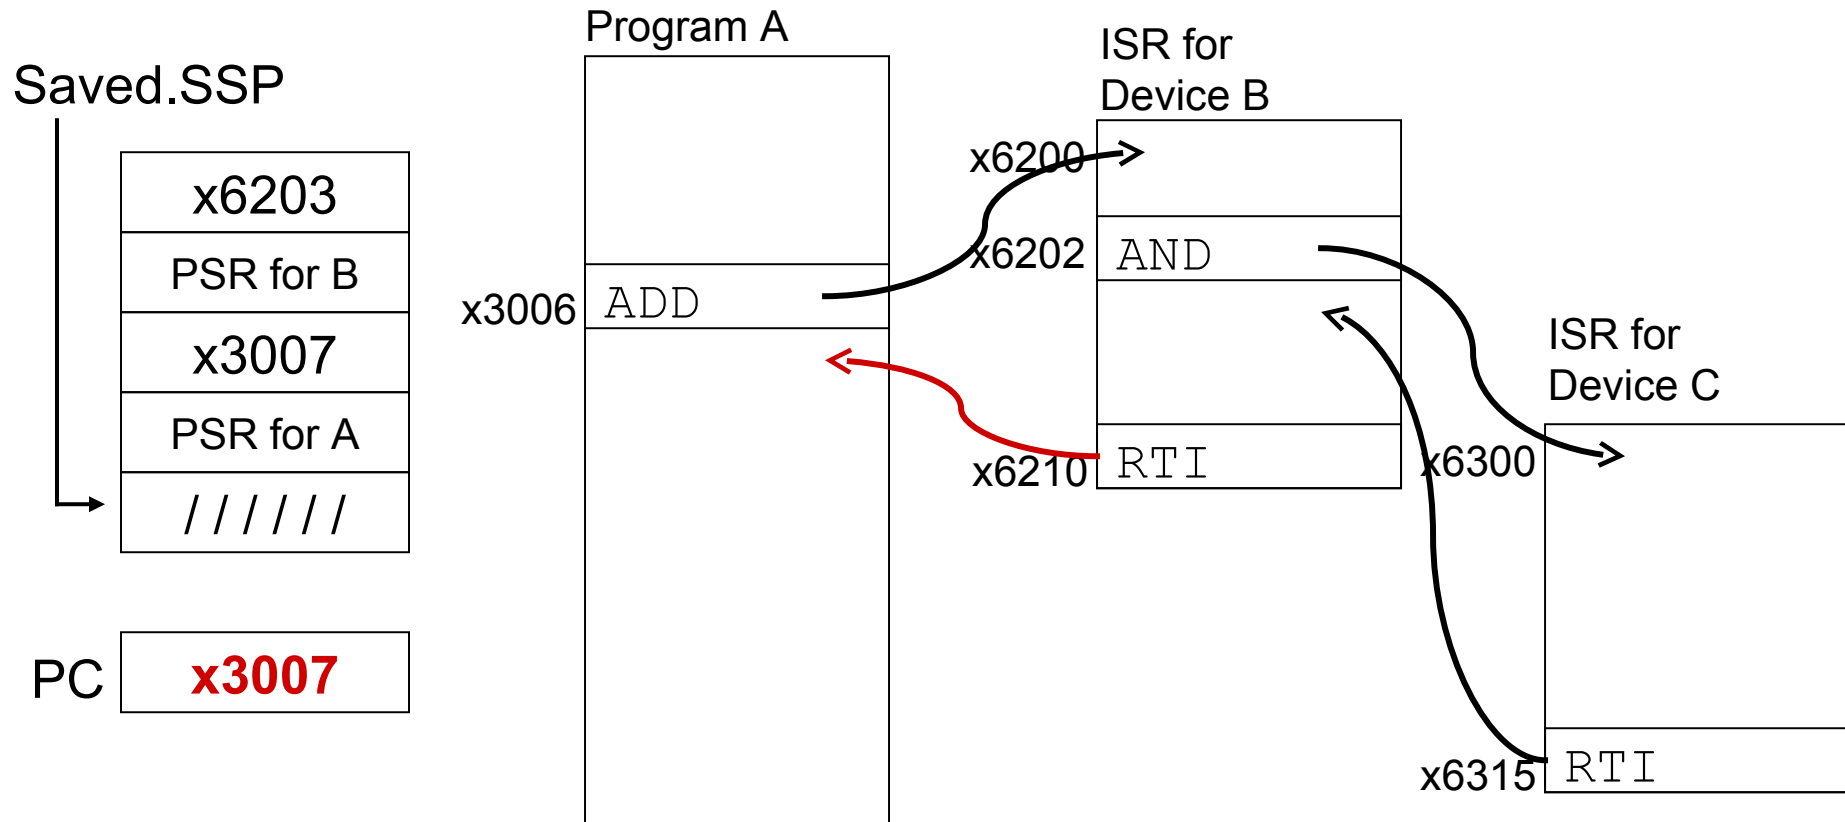 Saved.SSP
x6203
PSR for B
x3007
PSR for A
//////
PC
x3007
Program A
x3006
ADD
ISR for
Device B
x6200
x6202
AND
x6210
RTI
ISR for
Device C
x6300
x6315
RTI